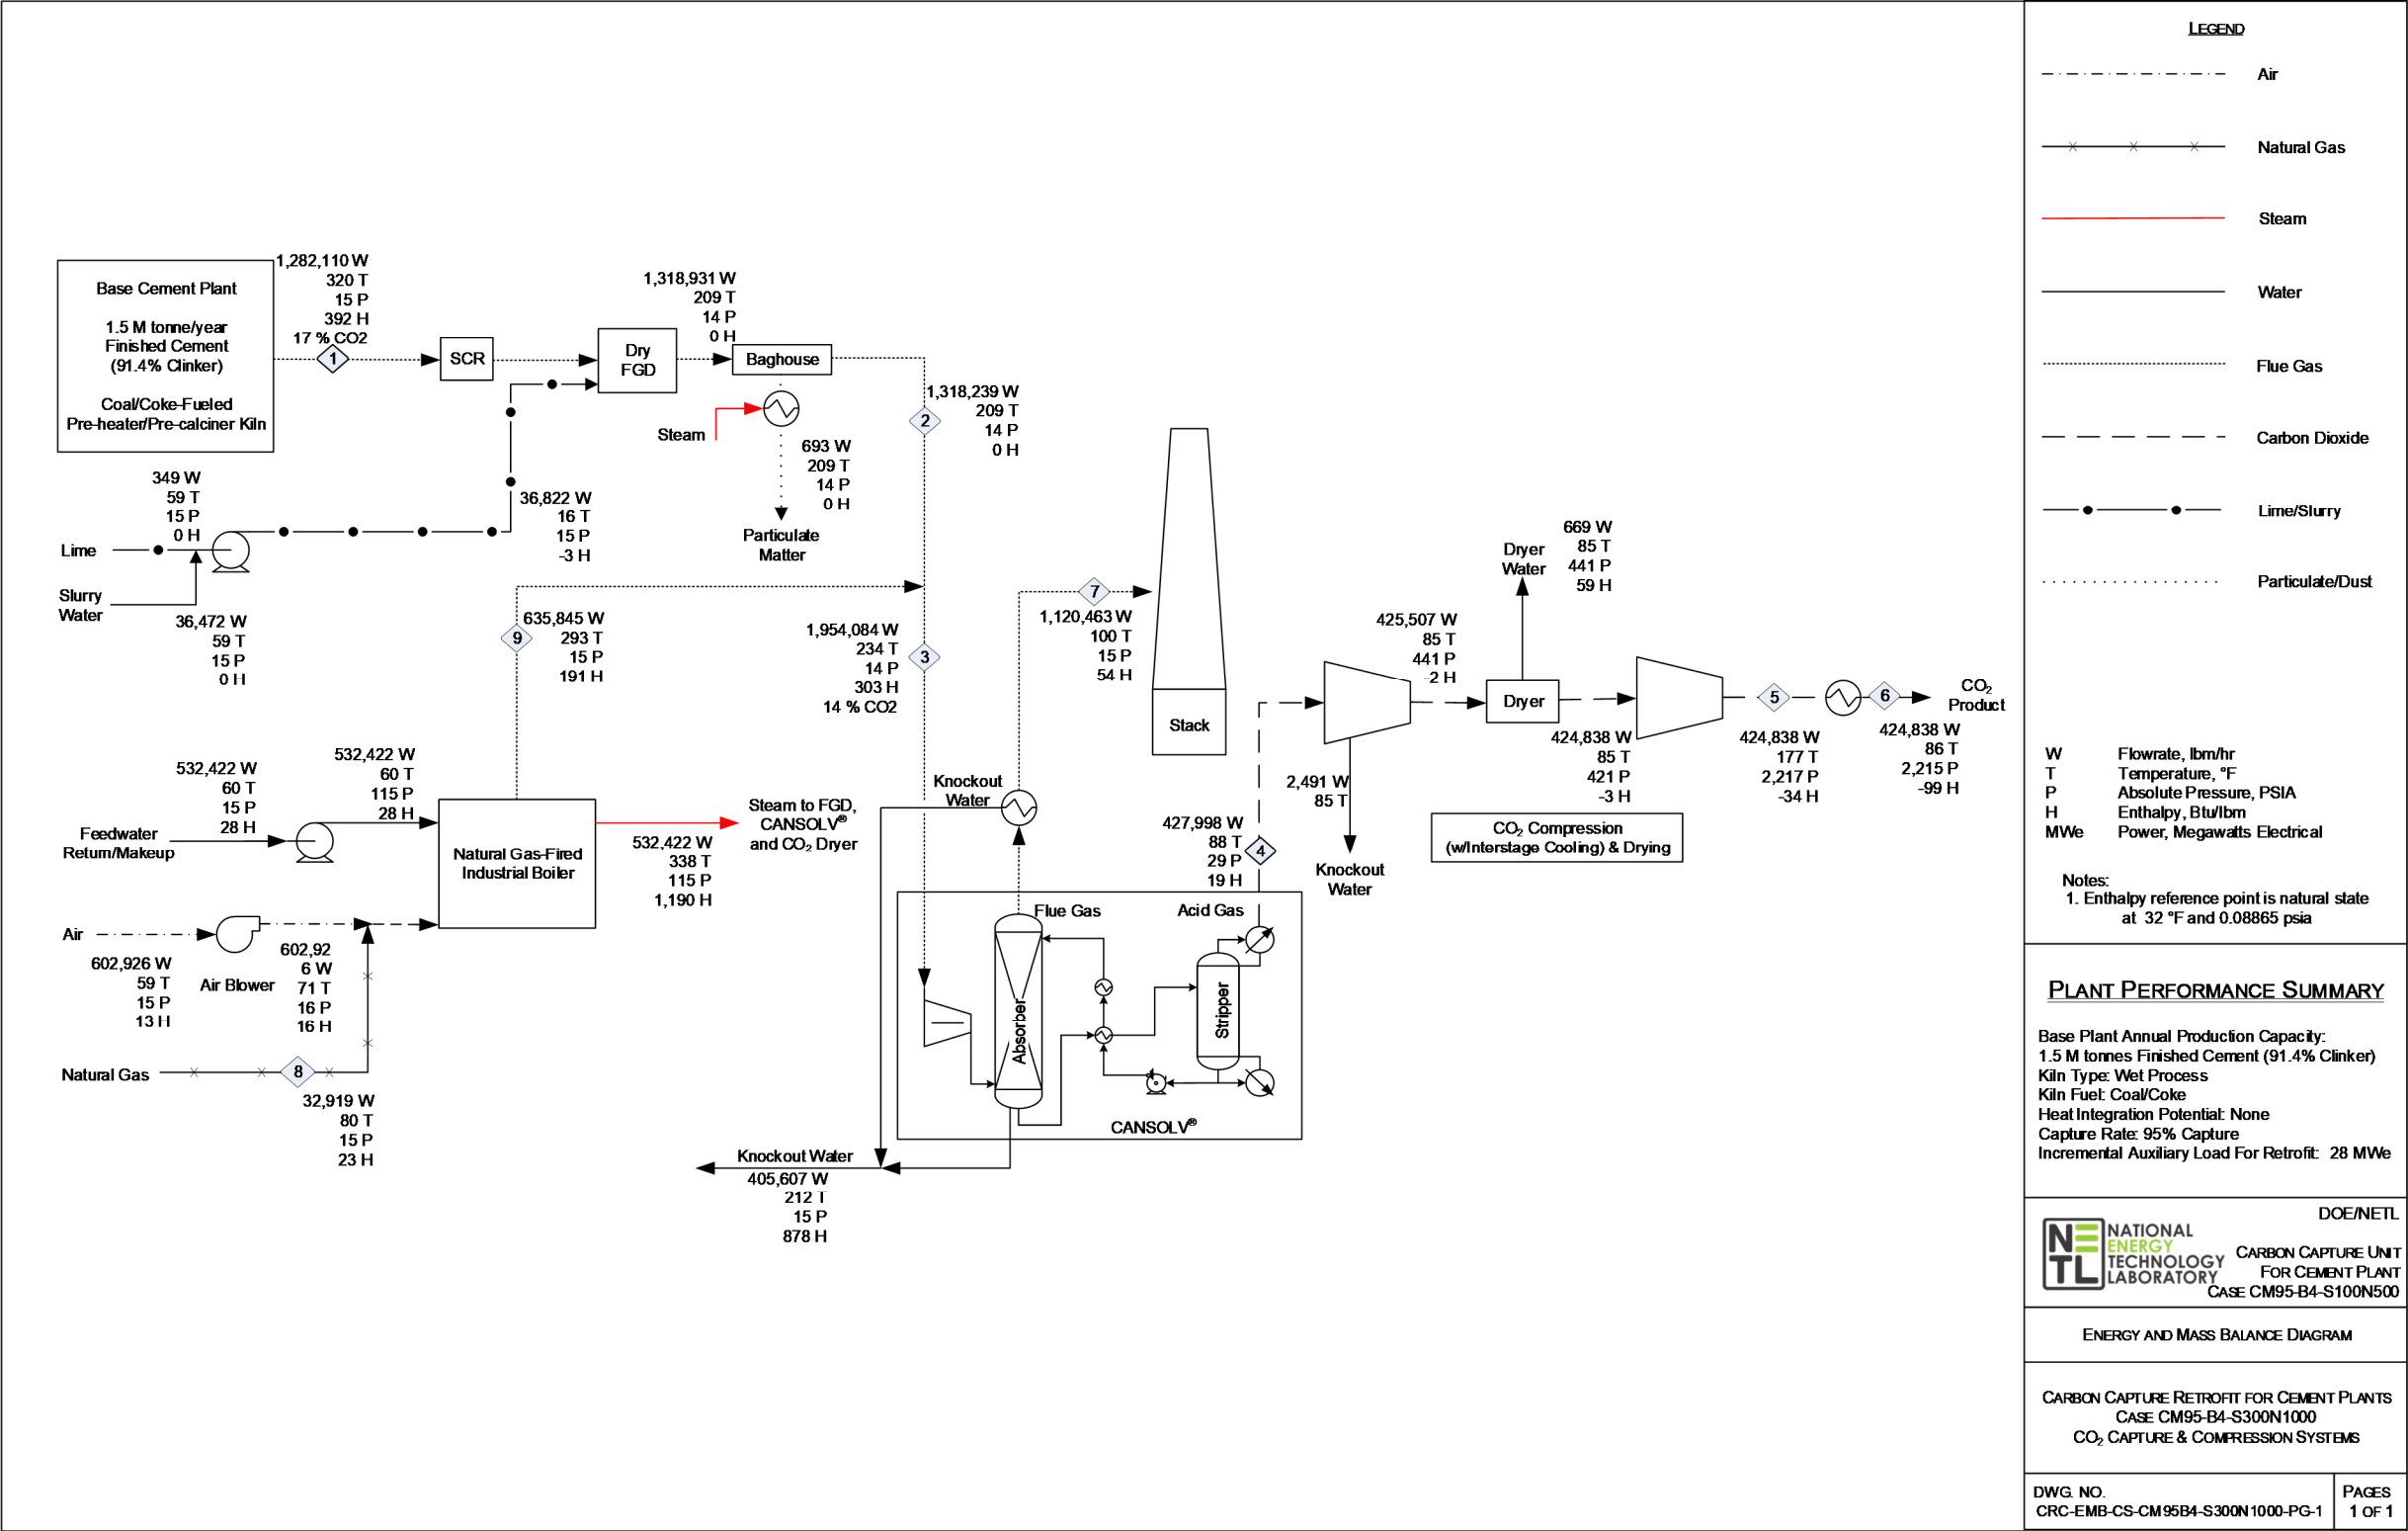 Base Cement Plant
1.5 M tonne/year
Finished Cement
(91.4% Clinker)
Coal/Coke-Fueled
Pre-heater/Pre-calciner Kiln
1,282,110 W
320 T
15 P
392 H
17 % CO2
1
SCR
Dry
FGD
1,318,931 W
209 T
14 P
0 H
Baghouse
Steam
693 W
209 T
14 P
0 H
Particulate
Matter
1,318,239 W
209 T
14 P
0 H
2
349 W
59 T
15 P
0 H
Lime
Slurry
Water
36,472 W
59 T
15 P
0 H
36,822 W
16 T
15 P
-3 H
635,845 W
293 T
15 P
191 H
9
1,954,084 W
234 T
14 P
303 H
14 % CO2
3
532,422 W
60 T
15 P
28 H
Feedwater
Return/Makeup
532,422 W
60 T
115 P
28 H
Natural Gas-Fired
Industrial Boiler
Steam to FGD,
CANSOLV®
and CO₂ Dryer
532,422 W
338 T
115 P
1,190 H
Air
602,926 W
59 T
15 P
13 H
Air Blower
602,92
6 W
71 T
16 P
16 H
Natural Gas
8
32,919 W
80 T
15 P
23 H
Knockout
Water
7
1,120,463 W
100 T
15 P
54 H
Stack
Flue Gas
Acid Gas
Absorber
Stripper
CANSOLV®
Knockout Water
405,607 W
212 T
15 P
878 H
427,998 W
88 T
29 P
19 H
4
2,491 W
85 T
Knockout
Water
425,507 W
85 T
441 P
-2 H
Dryer
Water
669 W
85 T
441 P
59 H
Dryer
424,838 W
85 T
421 P
-3 H
5
424,838 W
177 T
2,217 P
-34 H
6
CO₂
Product
424,838 W
86 T
2,215 P
-99 H
CO₂ Compression
(w/Interstage Cooling) & Drying
LEGEND
Air
Natural Gas
Steam
Water
Flue Gas
Carbon Dioxide
Lime/Slurry
Particulate/Dust
W Flowrate, lbm/hr
T Temperature, °F
P Absolute Pressure, PSIA
H Enthalpy, Btu/lbm
MWe Power, Megawatts Electrical
Notes:
1. Enthalpy reference point is natural state
at 32 °F and 0.08865 psia
PLANT PERFORMANCE SUMMARY
Base Plant Annual Production Capacity:
1.5 M tonnes Finished Cement (91.4% Clinker)
Kiln Type: Wet Process
Kiln Fuel: Coal/Coke
Heat Integration Potential: None
Capture Rate: 95% Capture
Incremental Auxiliary Load For Retrofit: 28 MWe
NETL
NATIONAL
ENERGY
TECHNOLOGY
LABORATORY
DOE/NETL
CARBON CAPTURE UNIT
FOR CEMENT PLANT
CASE CM95-B4-S100N500
ENERGY AND MASS BALANCE DIAGRAM
CARBON CAPTURE RETROFIT FOR CEMENT PLANTS
CASE CM95-B4-S300N1000
CO₂ CAPTURE & COMPRESSION SYSTEMS
DWG. NO.
CRC-EMB-CS-CM95B4-S300N1000-PG-1
PAGES
1 OF 1